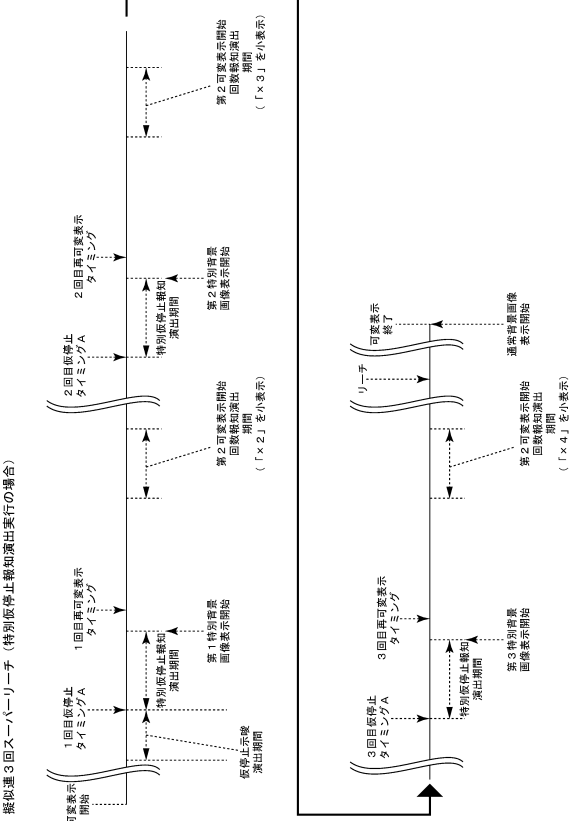 擬似連３回スーパーリーチ（特別仮停止報知演出実行の場合）
可変表示
開始
仮停止示唆
演出期間
１回目仮停止
タイミングＡ
特別仮停止報知
演出期間
第１特別背景
画像表示開始
１回目再可変表示
タイミング
第２可変表示開始
回数報知演出
期間
（「×２」を小表示）
２回目仮停止
タイミングＡ
特別仮停止報知
演出期間
第２特別背景
画像表示開始
２回目再可変表示
タイミング
第２可変表示開始
回数報知演出
期間
（「×３」を小表示）
３回目仮停止
タイミングＡ
特別仮停止報知
演出期間
第３特別背景
画像表示開始
３回目再可変表示
タイミング
第２可変表示開始
回数報知演出
期間
（「×４」を小表示）
リーチ
可変表示
終了
通常背景画像
表示開始